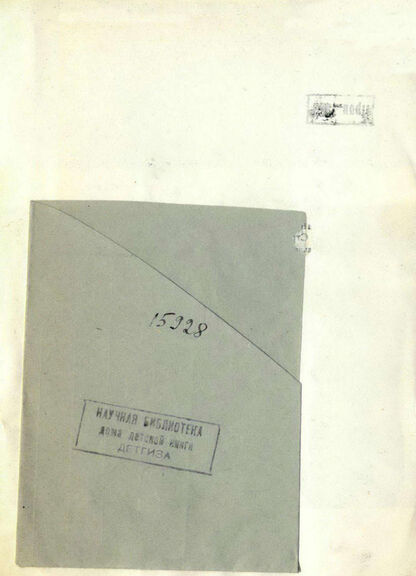 15928
НАУЧНАЯ БИБЛИОТЕКА
дома детской книги
ДЕТГИЗА